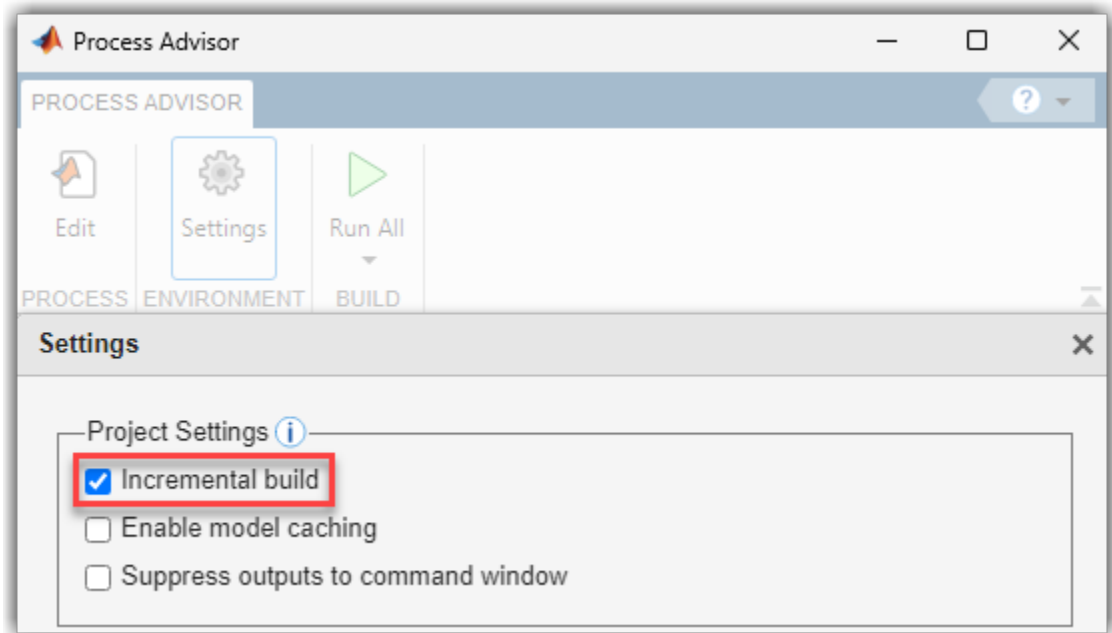 Process Advisor
PROCESS ADVISOR
?
Edit
Settings
Run All
PROCESS
ENVIRONMENT
BUILD
Settings
Project Settings i
Incremental build
Enable model caching
Suppress outputs to command window